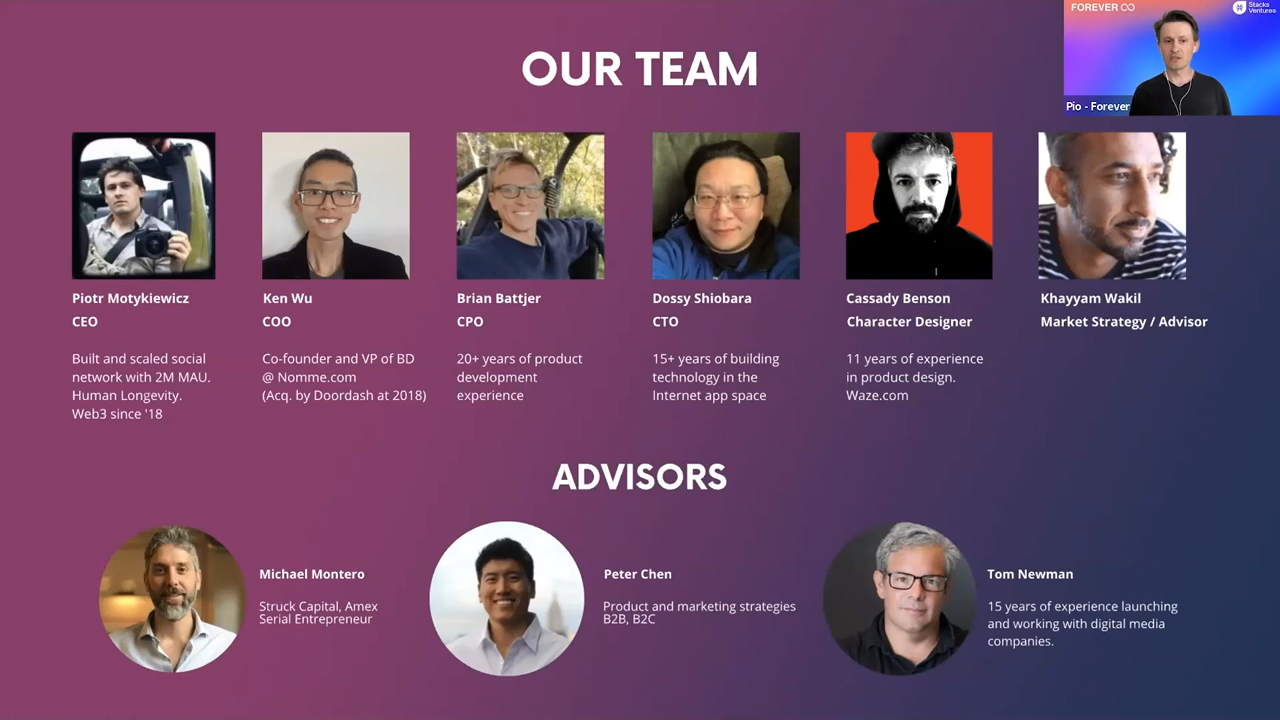 FOREVER
Stacks
Ventures
Pio - Forever
OUR TEAM
Piotr Motykiewicz
CEO
Built and scaled social
network with 2M MAU.
Human Longevity.
Web3 since '18
Ken Wu
COO
Co-founder and VP of BD
@ Nomme.com
(Acq. by Doordash at 2018)
Brian Battjer
CPO
20+ years of product
development
experience
Dossy Shiobara
CTO
15+ years of building
technology in the
Internet app space
Cassady Benson
Character Designer
11 years of experience
in product design.
Waze.com
Khayyam Wakil
Market Strategy / Advisor
ADVISORS
Michael Montero
Struck Capital, Amex
Serial Entrepreneur
Peter Chen
Product and marketing strategies
B2B, B2C
Tom Newman
15 years of experience launching
and working with digital media
companies.